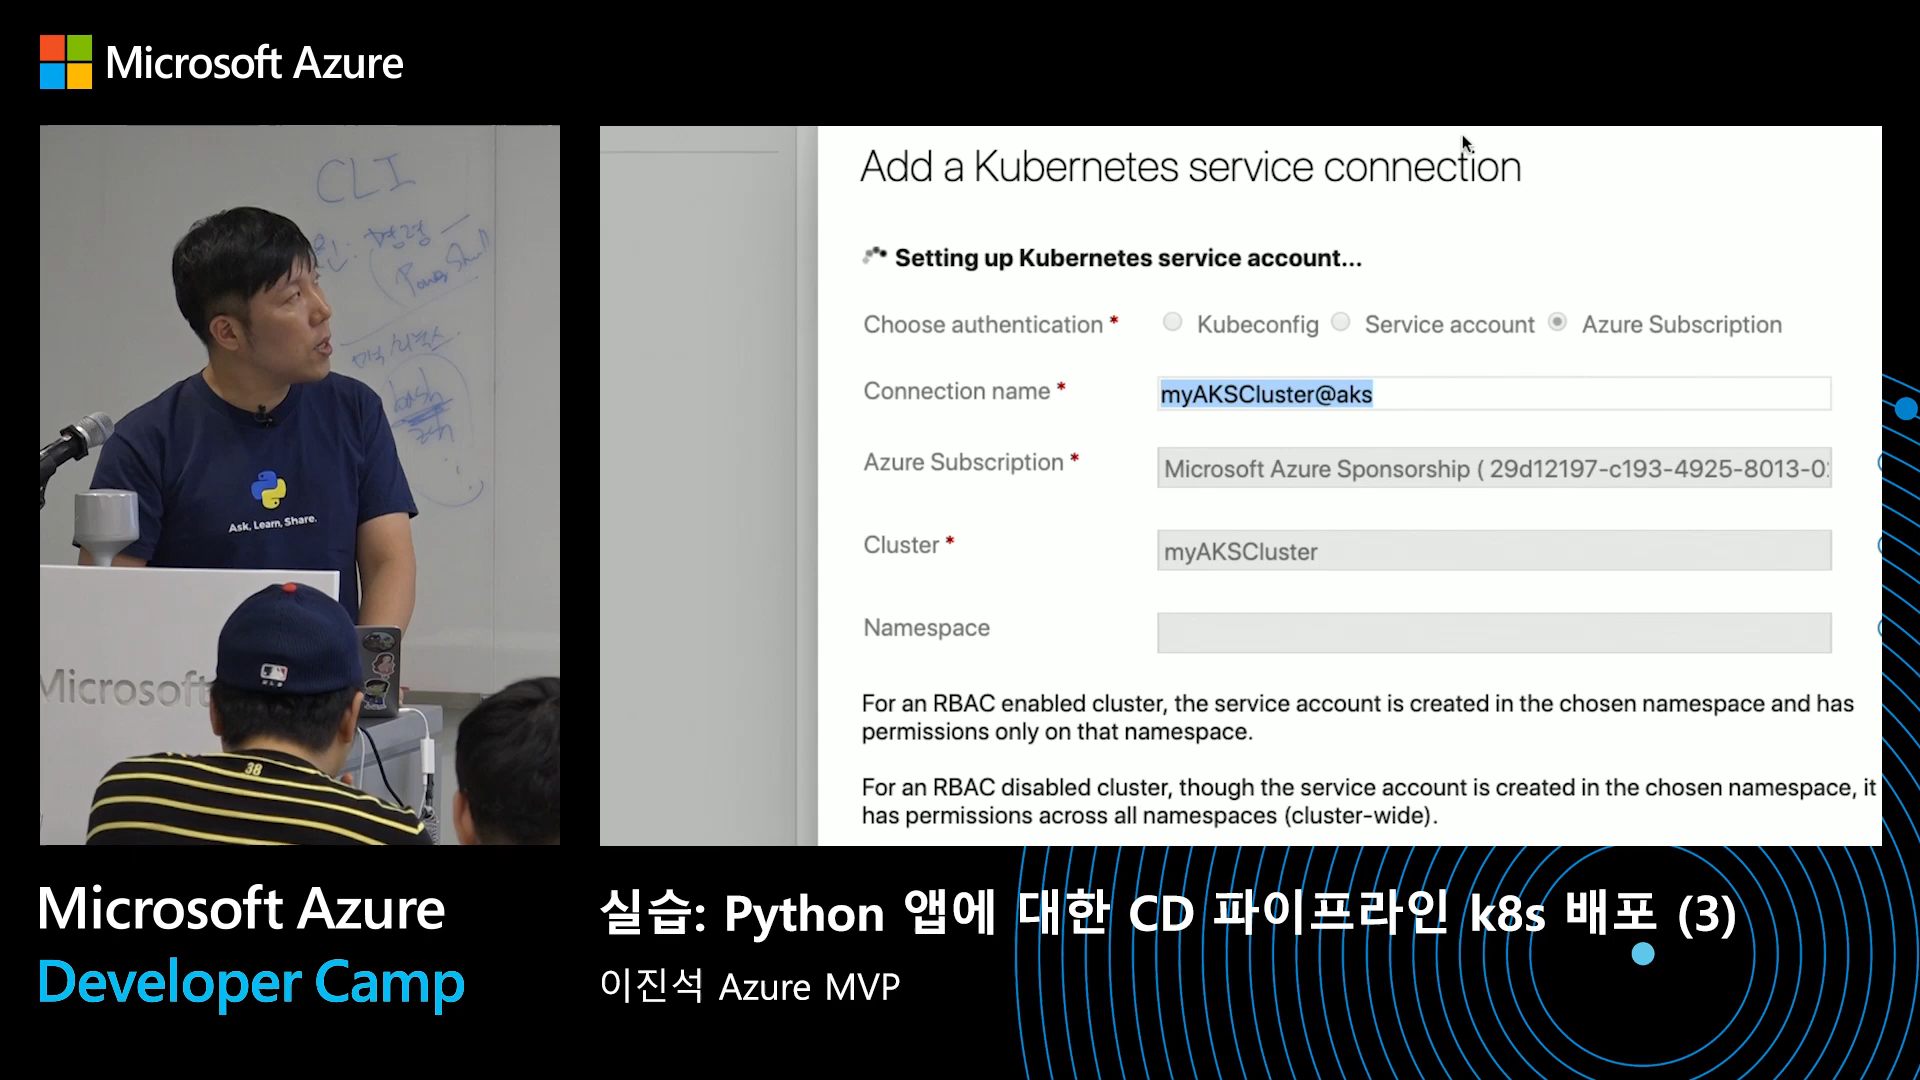 Microsoft Azure
CLI
bash
zsh
Ask, Learn, Share.
Microsoft
38
Add a Kubernetes service connection
Setting up Kubernetes service account...
Choose authentication * Kubeconfig Service account Azure Subscription
Connection name * myAKSCluster@aks
Azure Subscription * Microsoft Azure Sponsorship ( 29d12197-c193-4925-8013-0
Cluster * myAKSCluster
Namespace
For an RBAC enabled cluster, the service account is created in the chosen namespace and has
permissions only on that namespace.
For an RBAC disabled cluster, though the service account is created in the chosen namespace, it
has permissions across all namespaces (cluster-wide).
Microsoft Azure
Developer Camp
실습: Python 앱에 대한 CD 파이프라인 k8s 배포 (3)
이진석 Azure MVP